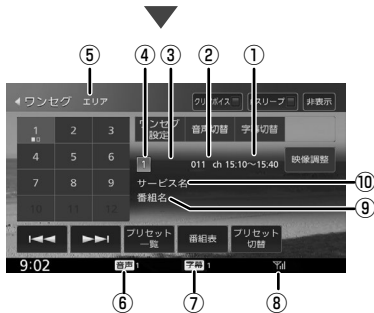 ⑤ ④ ③ ② ①
ワンセグ エリア クリアボイス スリープ 非表示
1 2 3 ワンセグ設定 音声切替 字幕切替
4 5 6 1 011 ch 15:10〜15:40 映像調整
7 8 9 サービス名 ⑩
10 11 12 番組名 ⑨
プリセット一覧 番組表 プリセット切替
9:02 音声 1 字幕 1
⑥ ⑦ ⑧